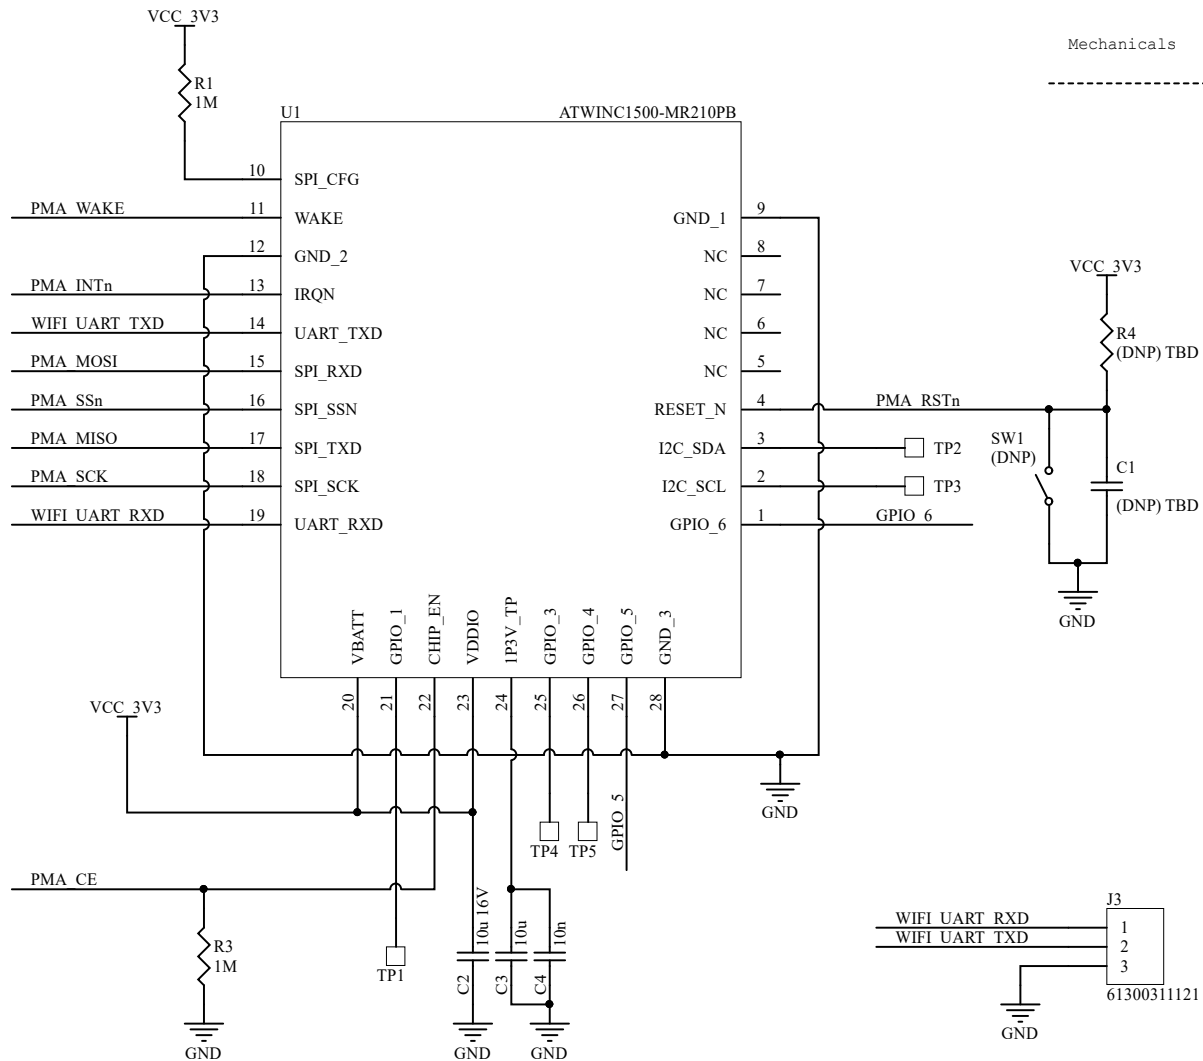 VCC_3V3
Mechanicals
R1
1M
U1
ATWINC1500-MR210PB
10 SPI_CFG
PMA_WAKE 11 WAKE
GND_1 9
12 GND_2
NC 8
PMA_INTn 13 IRQN
NC 7
WIFI_UART_TXD 14 UART_TXD
NC 6
PMA_MOSI 15 SPI_RXD
NC 5
PMA_SSn 16 SPI_SSN
RESET_N 4 PMA_RSTn
PMA_MISO 17 SPI_TXD
I2C_SDA 3 TP2
PMA_SCK 18 SPI_SCK
I2C_SCL 2 TP3
WIFI_UART_RXD 19 UART_RXD
GPIO_6 1 GPIO_6
VCC_3V3
R4
(DNP) TBD
SW1
(DNP)
C1
(DNP) TBD
GND
VBATT 20
GPIO_1 21
CHIP_EN 22
VDDIO 23
1P3V_TP 24
GPIO_3 25
GPIO_4 26
GPIO_5 27
GND_3 28
VCC_3V3
GND
TP4
TP5
GPIO_5
PMA_CE
R3
1M
GND
TP1
C2
10u 16V
C3
10u
C4
10n
GND
GND
J3
WIFI_UART_RXD 1
WIFI_UART_TXD 2
3
61300311121
GND